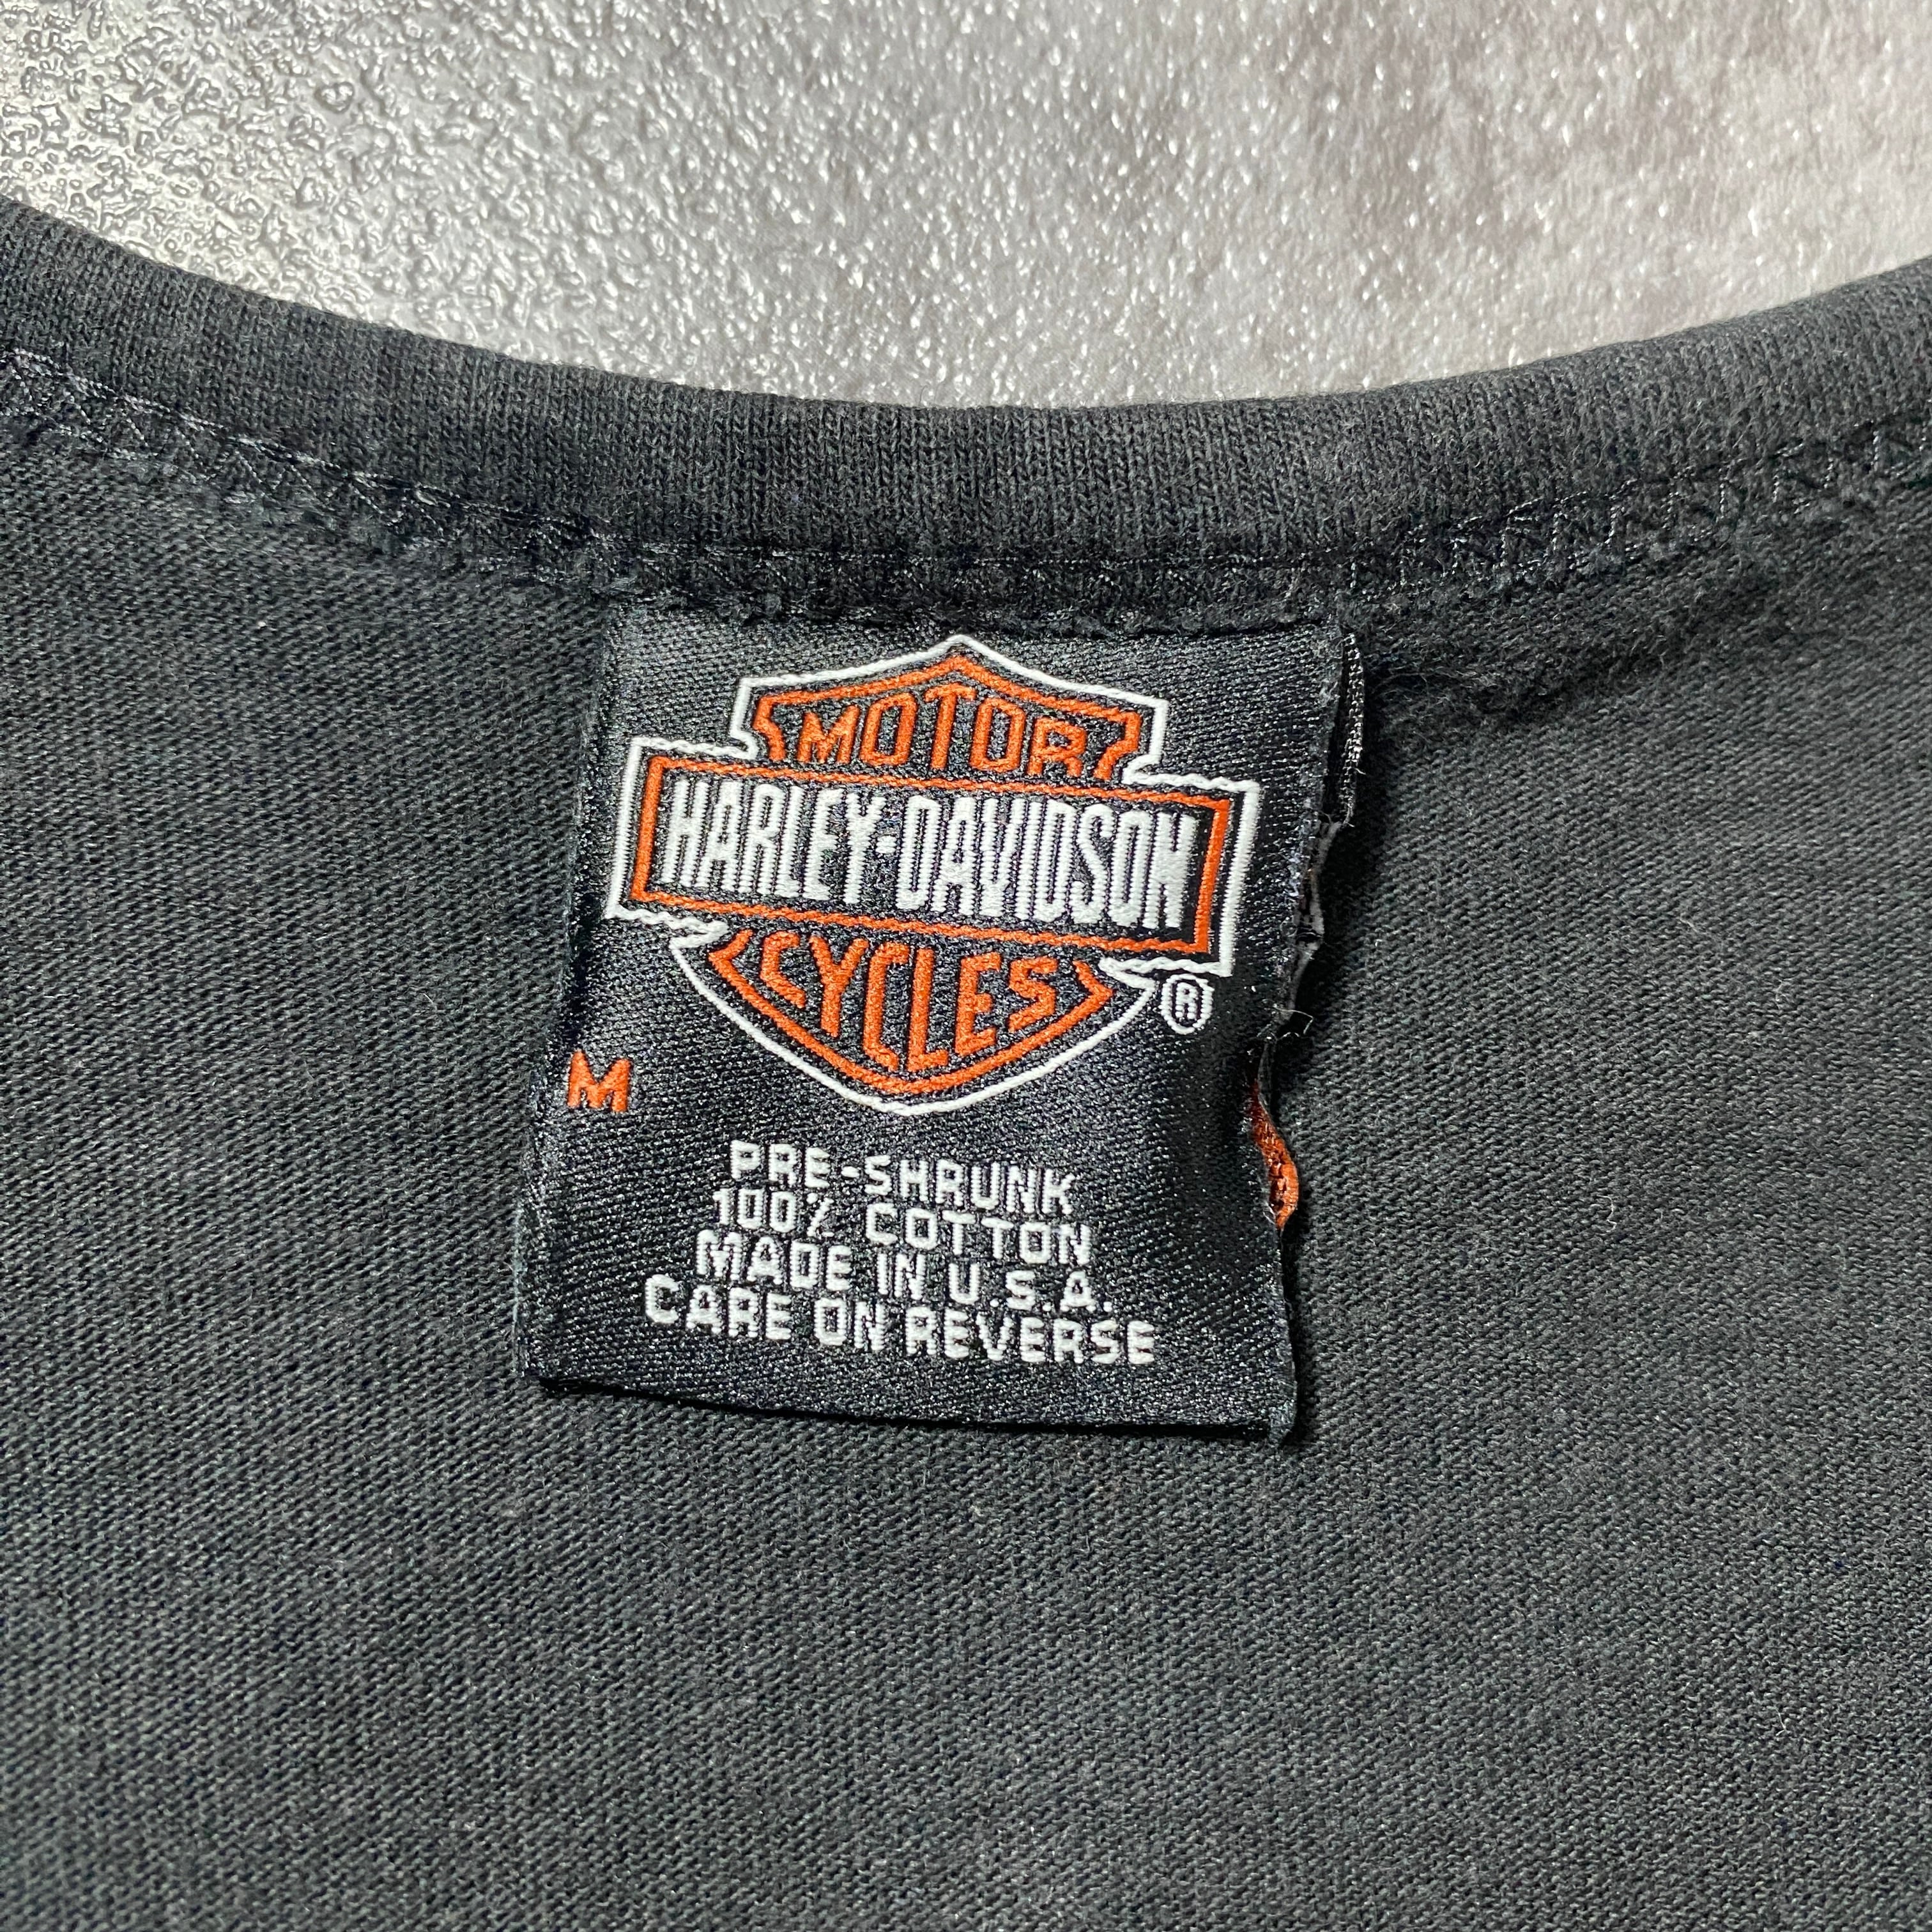 MOTOR
HARLEY-DAVIDSON
CYCLES
®
M
PRE-SHRUNK
100% COTTON
MADE IN U.S.A.
CARE ON REVERSE